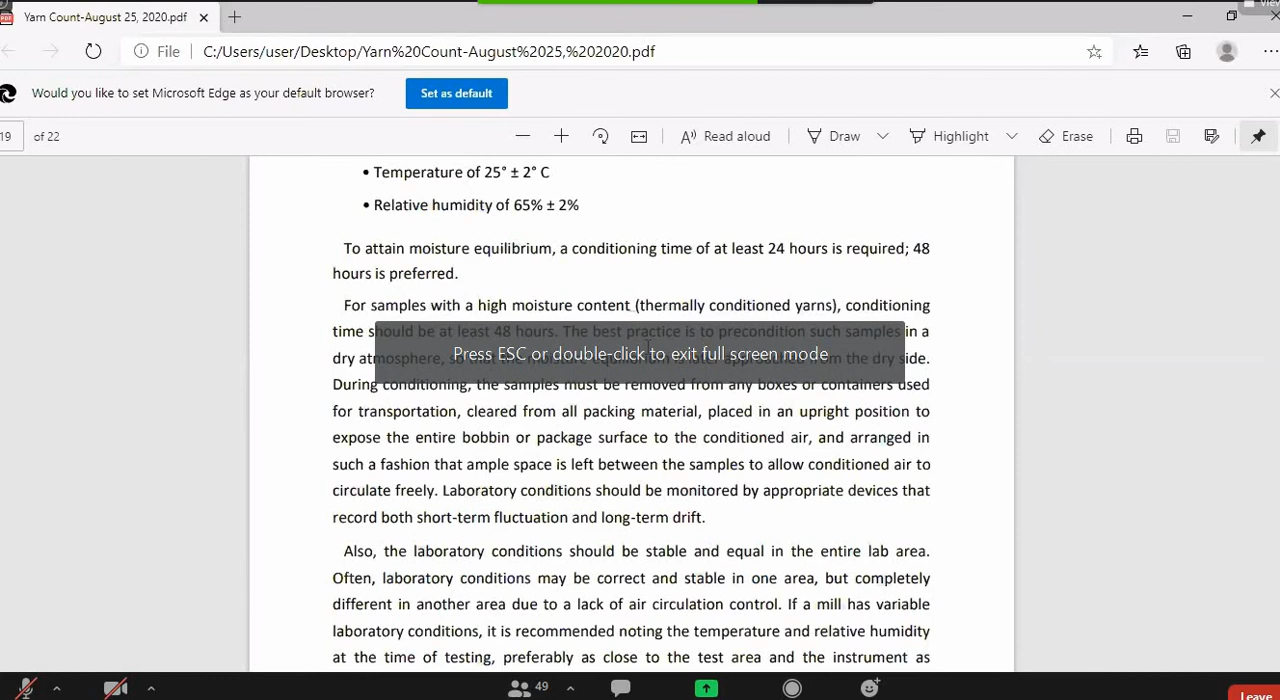 View
Yarn Count-August 25, 2020.pdf
File C:/Users/user/Desktop/Yarn%20Count-August%2025,%202020.pdf
Would you like to set Microsoft Edge as your default browser? Set as default
19 of 22 Read aloud Draw Highlight Erase
• Temperature of 25° ± 2° C
• Relative humidity of 65% ± 2%
To attain moisture equilibrium, a conditioning time of at least 24 hours is required; 48
hours is preferred.
For samples with a high moisture content (thermally conditioned yarns), conditioning
time should be at least 48 hours. The best practice is to precondition such samples in a
dry atmosphere, so that the moisture equilibrium is later approached from the dry side.
Press ESC or double-click to exit full screen mode
During conditioning, the samples must be removed from any boxes or containers used
for transportation, cleared from all packing material, placed in an upright position to
expose the entire bobbin or package surface to the conditioned air, and arranged in
such a fashion that ample space is left between the samples to allow conditioned air to
circulate freely. Laboratory conditions should be monitored by appropriate devices that
record both short-term fluctuation and long-term drift.
Also, the laboratory conditions should be stable and equal in the entire lab area.
Often, laboratory conditions may be correct and stable in one area, but completely
different in another area due to a lack of air circulation control. If a mill has variable
laboratory conditions, it is recommended noting the temperature and relative humidity
at the time of testing, preferably as close to the test area and the instrument as
49
Leave